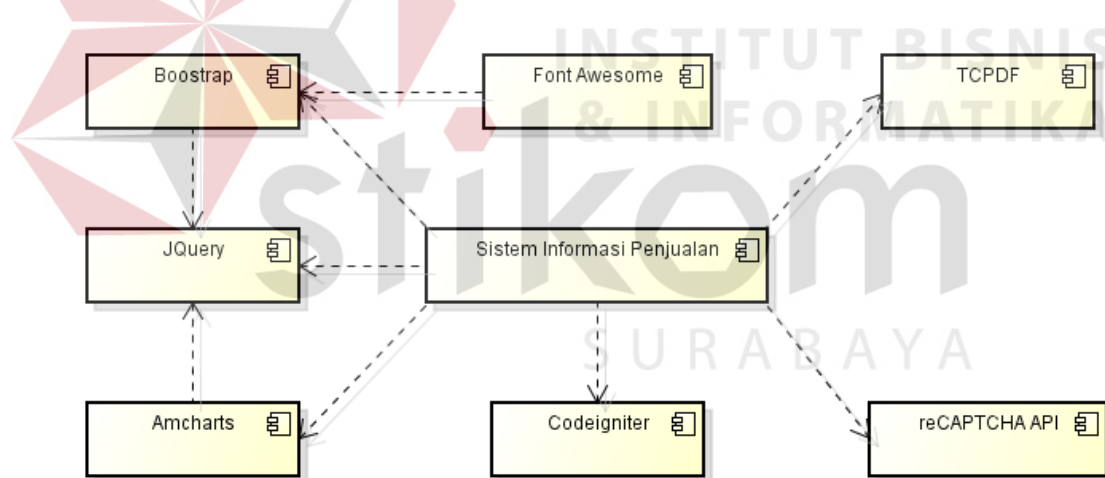 INSTITUT BISNIS
& INFORMATIKA
stikom
SURABAYA
Boostrap
Font Awesome
TCPDF
JQuery
Sistem Informasi Penjualan
Amcharts
Codeigniter
reCAPTCHA API